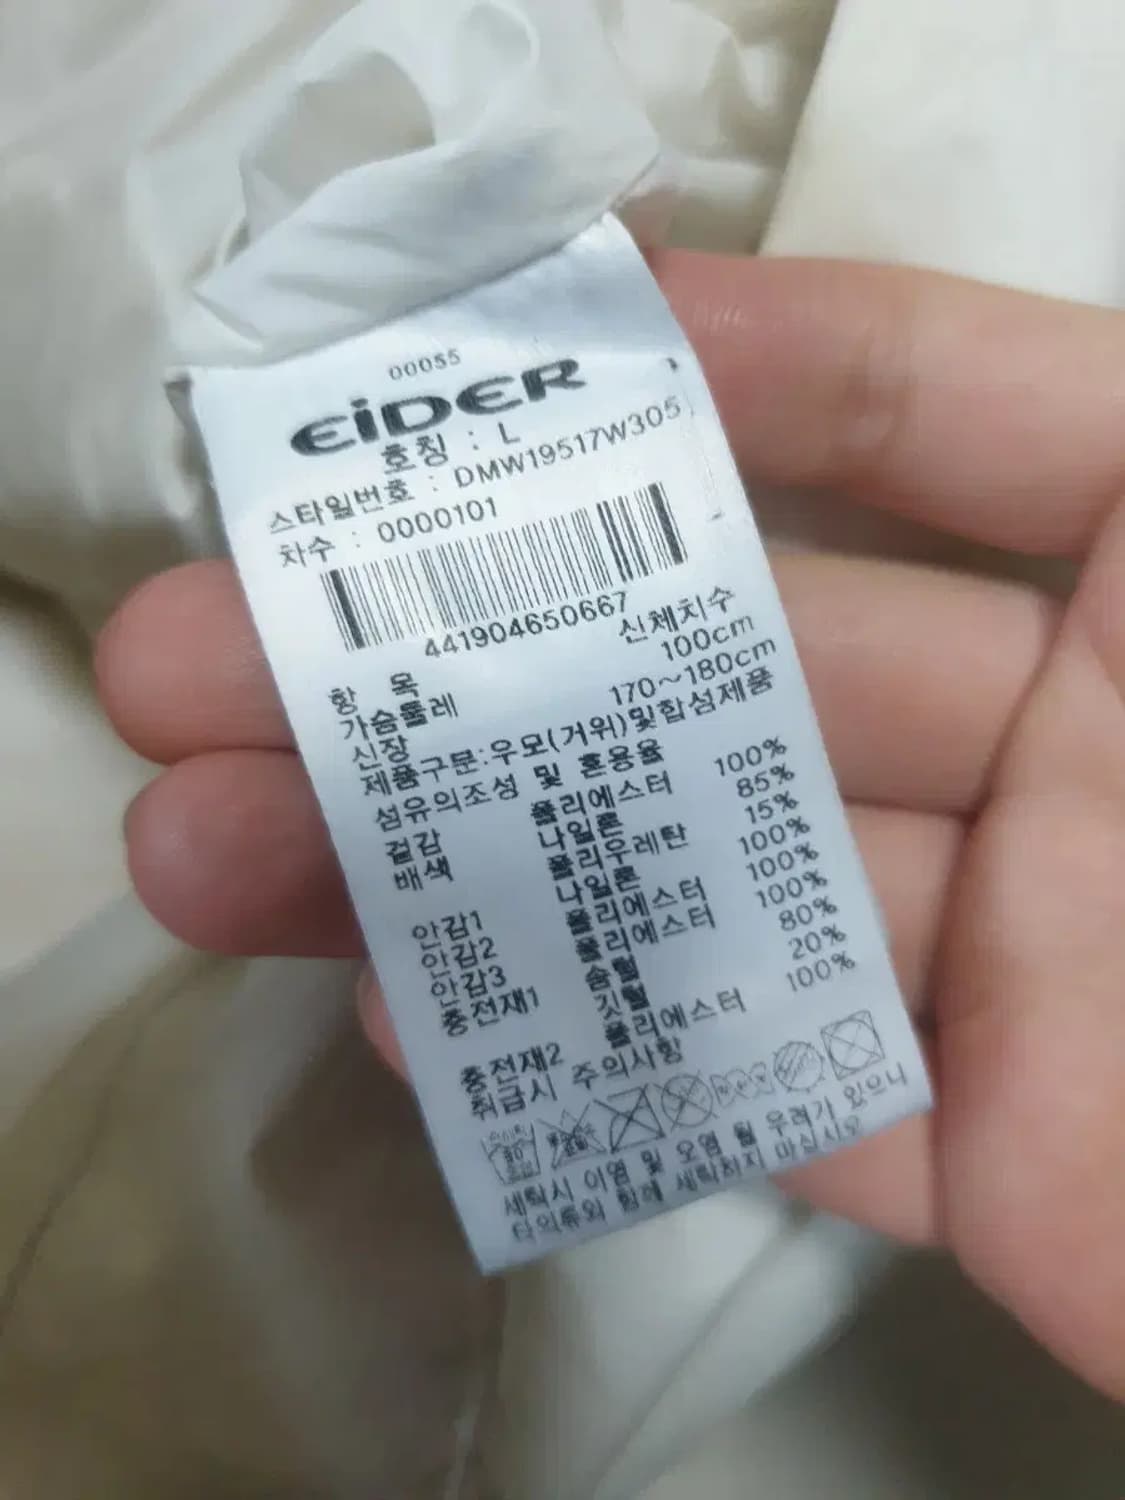 00055
EiDER
호칭 : L
스타일번호 : DMW19517W305
차수 : 0000101
441904650667
항 목 신체치수
가슴둘레 100cm
신장 170~180cm
제품구분:우모(거위)및합섬제품
섬유의조성 및 혼용율
겉감 폴리에스터 100%
배색 나일론 85%
폴리우레탄 15%
안감1 나일론 100%
안감2 폴리에스터 100%
안감3 폴리에스터 100%
충전재1 솜털 80%
깃털 20%
충전재2 폴리에스터 100%
취급시 주의사항
세탁시 이염 및 오염 될 우려가 있으니
타의류와 함께 세탁하지 마십시오